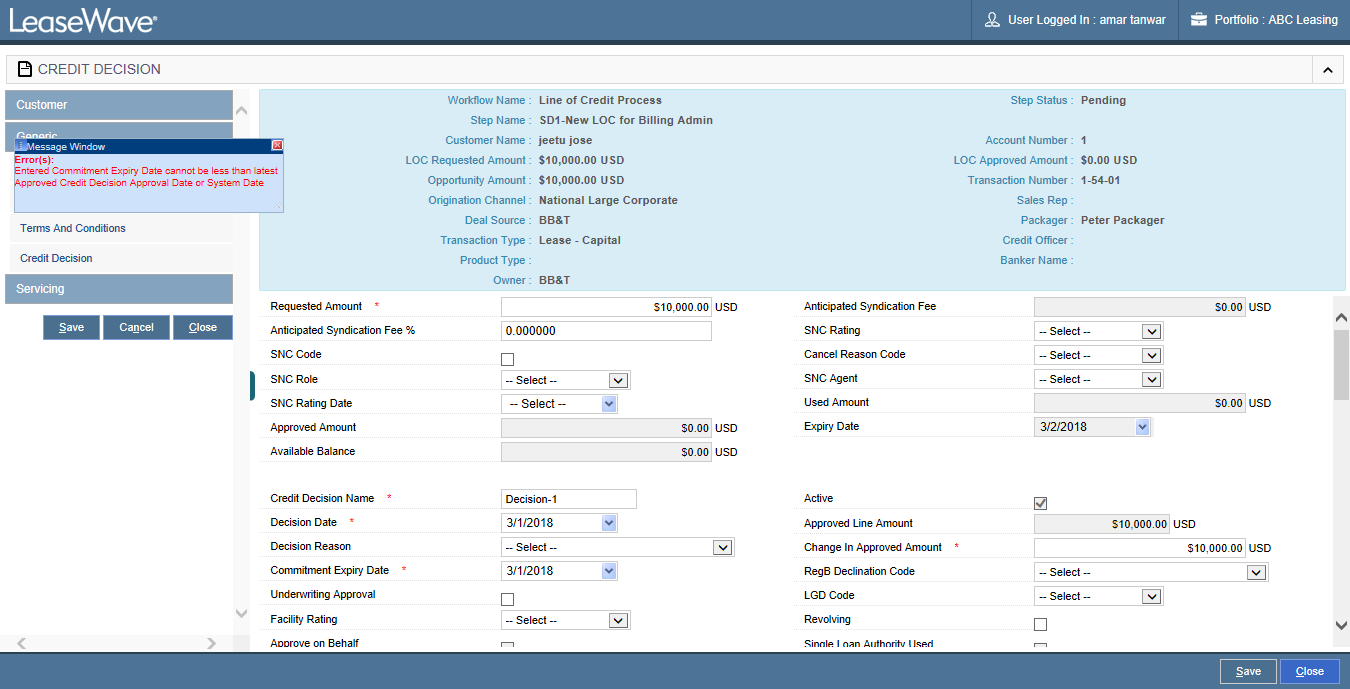 LeaseWave®
User Logged In : amar tanwar
Portfolio : ABC Leasing
CREDIT DECISION
Customer
Generic
Message Window
Error(s):
Entered Commitment Expiry Date cannot be less than latest
Approved Credit Decision Approval Date or System Date
Terms And Conditions
Credit Decision
Servicing
Save Cancel Close
Workflow Name : Line of Credit Process
Step Status : Pending
Step Name : SD1-New LOC for Billing Admin
Customer Name : jeetu jose
Account Number : 1
LOC Requested Amount : $10,000.00 USD
LOC Approved Amount : $0.00 USD
Opportunity Amount : $10,000.00 USD
Transaction Number : 1-54-01
Origination Channel : National Large Corporate
Sales Rep :
Deal Source : BB&T
Packager : Peter Packager
Transaction Type : Lease - Capital
Credit Officer :
Product Type :
Banker Name :
Owner : BB&T
Requested Amount * $10,000.00 USD
Anticipated Syndication Fee $0.00 USD
Anticipated Syndication Fee % 0.000000
SNC Rating -- Select --
SNC Code
Cancel Reason Code -- Select --
SNC Role -- Select --
SNC Agent -- Select --
SNC Rating Date -- Select --
Used Amount $0.00 USD
Approved Amount $0.00 USD
Expiry Date 3/2/2018
Available Balance $0.00 USD
Credit Decision Name * Decision-1
Active
Decision Date * 3/1/2018
Approved Line Amount $10,000.00 USD
Decision Reason -- Select --
Change In Approved Amount * $10,000.00 USD
Commitment Expiry Date * 3/1/2018
RegB Declination Code -- Select --
Underwriting Approval
LGD Code -- Select --
Facility Rating -- Select --
Revolving
Approve on Behalf
Single Loan Authority Used
Save Close